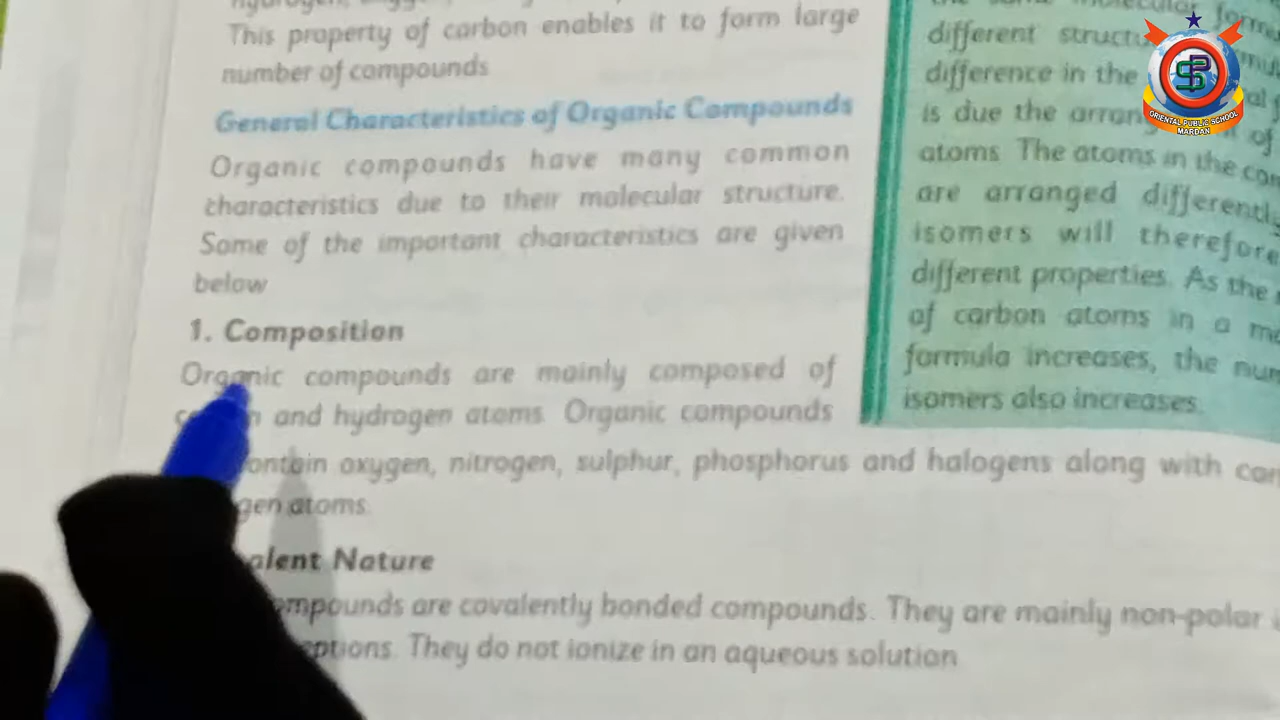 This property of carbon enables it to form large
number of compounds
General Characteristics of Organic Compounds
Organic compounds have many common
characteristics due to their molecular structure.
Some of the important characteristics are given
below
1. Composition
Organic compounds are mainly composed of
and hydrogen atoms. Organic compounds
contain oxygen, nitrogen, sulphur, phosphorus and halogens along with
gen atoms.
alent Nature
compounds are covalently bonded compounds. They are mainly non-polar
ptions. They do not ionize in an aqueous solution
different
difference in the
is due the
atoms. The atoms in the
are arranged differently
isomers will therefore
different properties. As the
of carbon atoms in a
formula increases, the
isomers also increases.
ORIENTAL PUBLIC SCHOOL
MARDAN